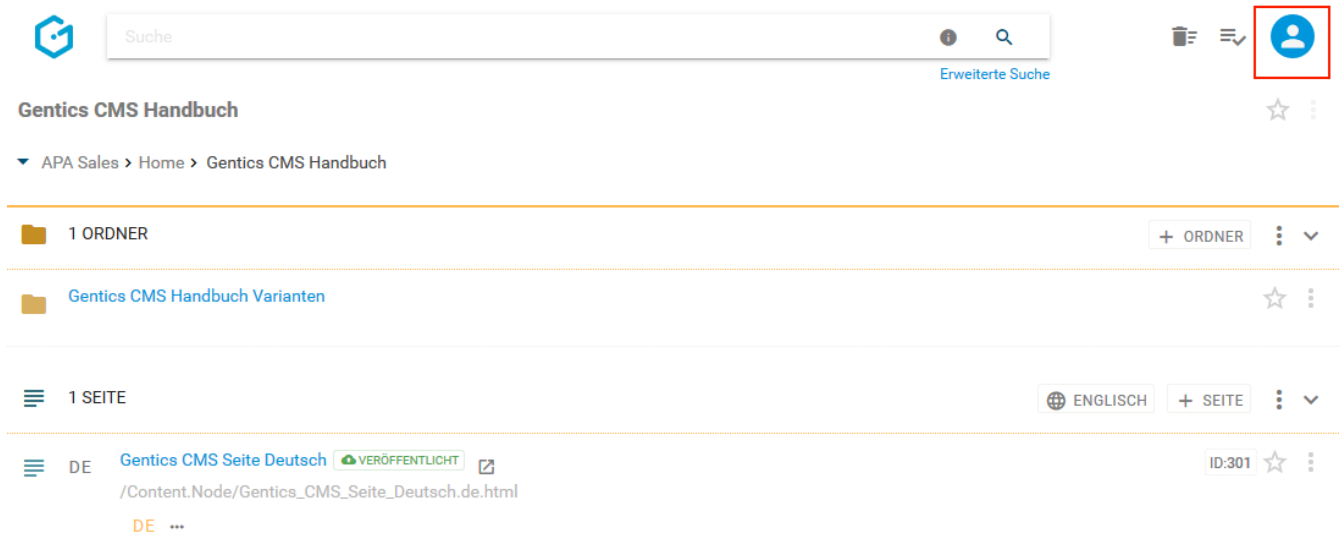 Suche
Erweiterte Suche
Gentics CMS Handbuch
APA Sales > Home > Gentics CMS Handbuch
1 ORDNER + ORDNER
Gentics CMS Handbuch Varianten
1 SEITE ENGLISCH + SEITE
DE Gentics CMS Seite Deutsch VERÖFFENTLICHT ID:301
/Content.Node/Gentics_CMS_Seite_Deutsch.de.html
DE ...